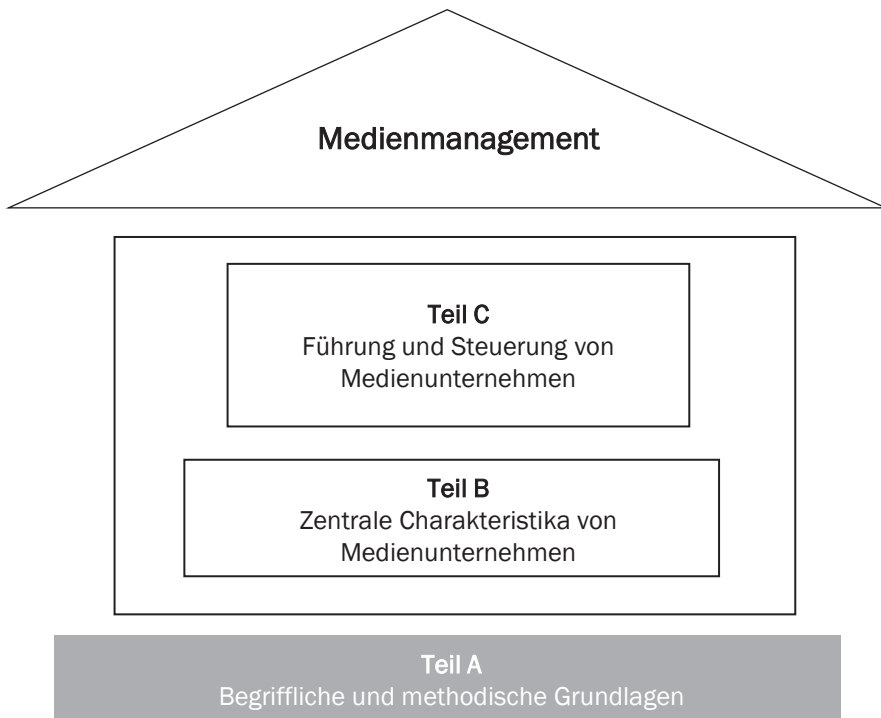 Medienmanagement
Teil C
Führung und Steuerung von
Medienunternehmen
Teil B
Zentrale Charakteristika von
Medienunternehmen
Teil A
Begriffliche und methodische Grundlagen